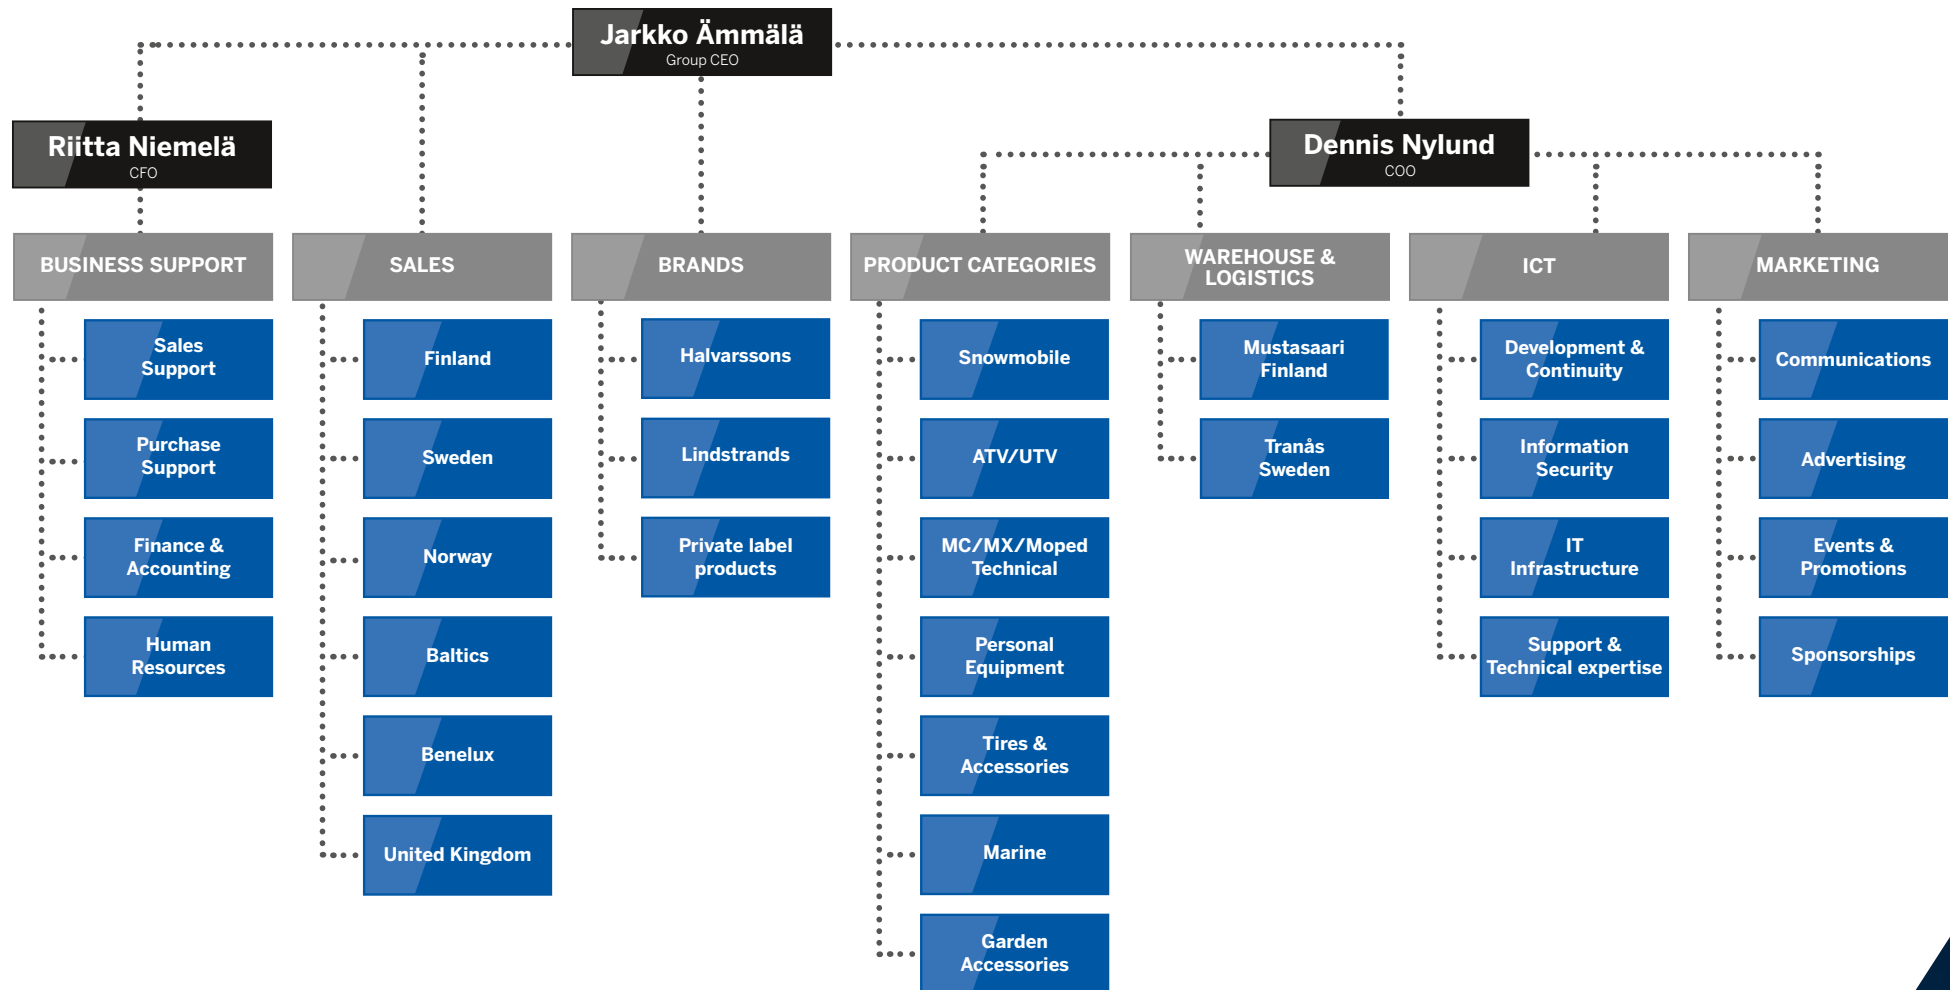 Jarkko Ämmälä
Group CEO
Riitta Niemelä
CFO
Dennis Nylund
COO
BUSINESS SUPPORT
Sales
Support
Purchase
Support
Finance &
Accounting
Human
Resources
SALES
Finland
Sweden
Norway
Baltics
Benelux
United Kingdom
BRANDS
Halvarssons
Lindstrands
Private label
products
PRODUCT CATEGORIES
Snowmobile
ATV/UTV
MC/MX/Moped
Technical
Personal
Equipment
Tires &
Accessories
Marine
Garden
Accessories
WAREHOUSE &
LOGISTICS
Mustasaari
Finland
Tranås
Sweden
ICT
Development &
Continuity
Information
Security
IT
Infrastructure
Support &
Technical expertise
MARKETING
Communications
Advertising
Events &
Promotions
Sponsorships